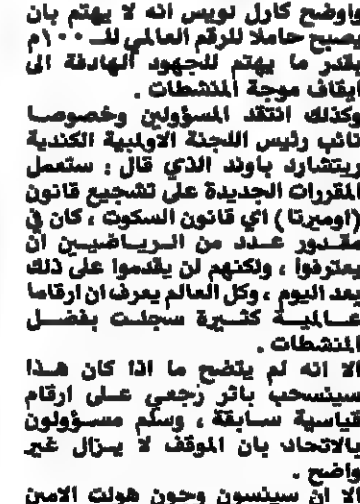 واوضح كارل لويس انه لا يهتم بان
يصبح حاملا للرقم العالمي للـ ١٠٠م
بقدر ما يهتم للجهود الهادفة الى
ايقاف موجة المنشطات .
وكذلك انتقد المسؤولين وخصوصا
نائب رئيس اللجنة الاولمبية الكندية
ريتشارد باوند الذي قال : ستعمل
المقررات الجديدة على تشجيع قانون
(اوميرتا) اي قانون السكوت ، كان في
مقدور عدد من الرياضيين ان
يعترفوا ، ولكنهم لن يقدموا على ذلك
بعد اليوم ، وكل العالم يعرف ان ارقاما
عالمية كثيرة سجلت بفضل
المنشطات .
الا انه لم يتضح ما اذا كان هذا
سينسحب باثر رجعي على ارقام
قياسية سابقة ، وسلم مسؤولون
بالاتحاد بان الموقف لا يزال غير
واضح .
الا ان سينسون وجون هولت الامين